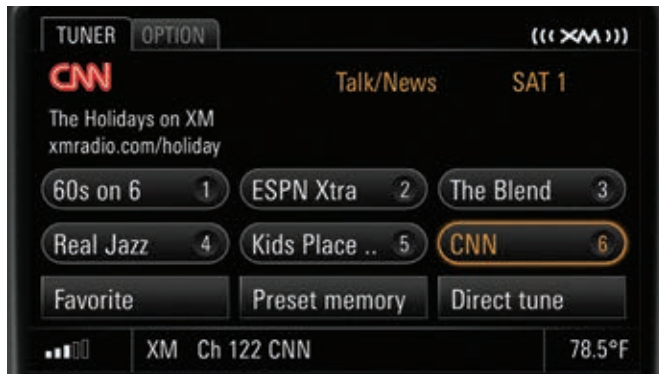 TUNER OPTION ((( XM )))
CNN Talk/News SAT 1
The Holidays on XM
xmradio.com/holiday
60s on 6 1 ESPN Xtra 2 The Blend 3
Real Jazz 4 Kids Place .. 5 CNN 6
Favorite Preset memory Direct tune
XM Ch 122 CNN 78.5°F